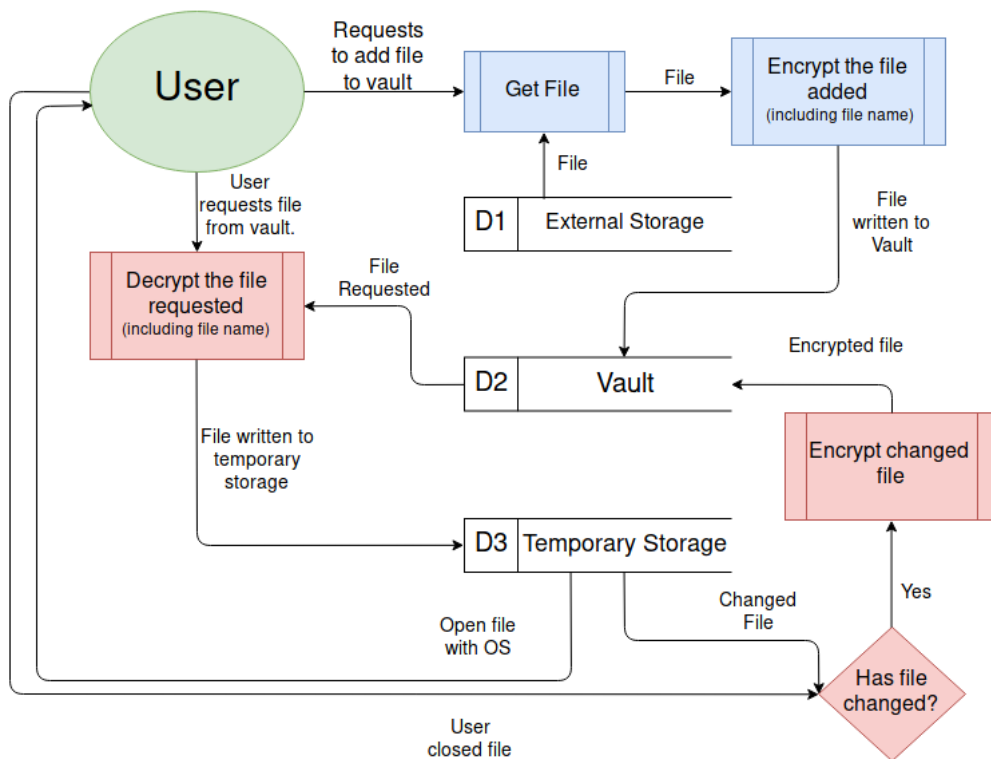 User
Requests
to add file
to vault
Get File
File
Encrypt the file
added
(including file name)
File
D1
External Storage
User
requests file
from vault.
File
written to
Vault
Decrypt the file
requested
(including file name)
File
Requested
D2
Vault
Encrypted file
Encrypt changed
file
File written to
temporary
storage
D3
Temporary Storage
Open file
with OS
Changed
File
Yes
Has file
changed?
User
closed file